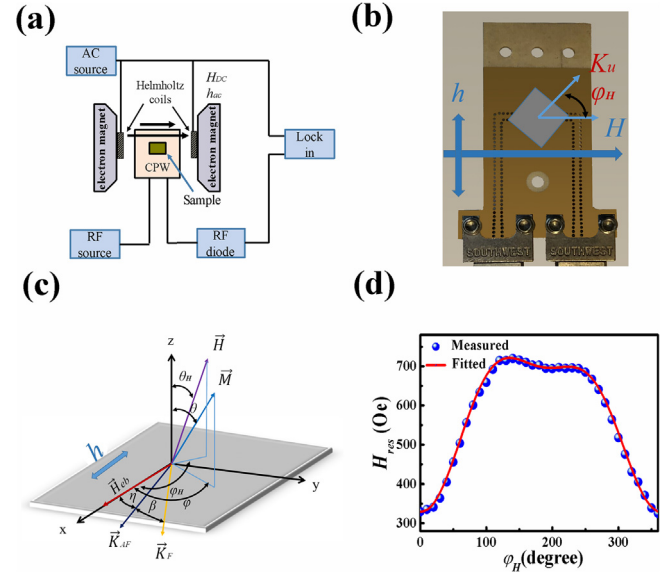 (a)
AC
source
Helmholtz
coils
H_DC
h_ac
electron magnet
electron magnet
CPW
Sample
Lock
in
RF
source
RF
diode
(b)
K_u
φ_H
h
H
SOUTHWEST
SOUTHWEST
(c)
z
H
M
θ_H
θ
h
H_eb
φ_H
φ
η
β
y
x
K_AF
K_F
(d)
Measured
Fitted
700
600
500
400
300
H_res (Oe)
0
100
200
300
φ_H(degree)